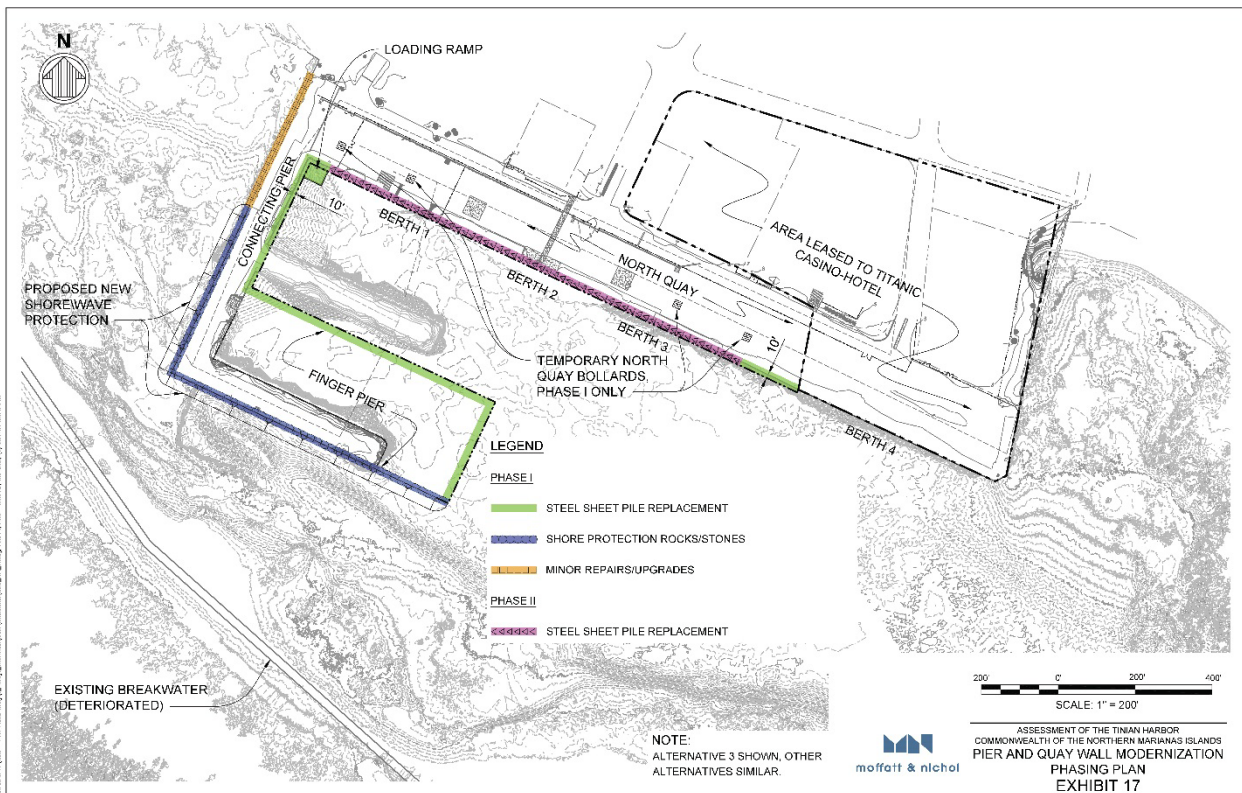 N
LOADING RAMP
CONNECTING PIER
10'
BERTH 1
BERTH 2
NORTH QUAY
BERTH 3
10'
BERTH 4
AREA LEASED TO TITANIC
CASINO-HOTEL
PROPOSED NEW
SHOREWAVE
PROTECTION
FINGER PIER
TEMPORARY NORTH
QUAY BOLLARDS
PHASE I ONLY
LEGEND
PHASE I
STEEL SHEET PILE REPLACEMENT
SHORE PROTECTION ROCKS/STONES
MINOR REPAIRS/UPGRADES
PHASE II
STEEL SHEET PILE REPLACEMENT
EXISTING BREAKWATER
(DETERIORATED)
NOTE:
ALTERNATIVE 3 SHOWN, OTHER
ALTERNATIVES SIMILAR.
moffatt & nichol
200' 0' 200' 400'
SCALE: 1" = 200'
ASSESSMENT OF THE TINIAN HARBOR
COMMONWEALTH OF THE NORTHERN MARIANAS ISLANDS
PIER AND QUAY WALL MODERNIZATION
PHASING PLAN
EXHIBIT 17